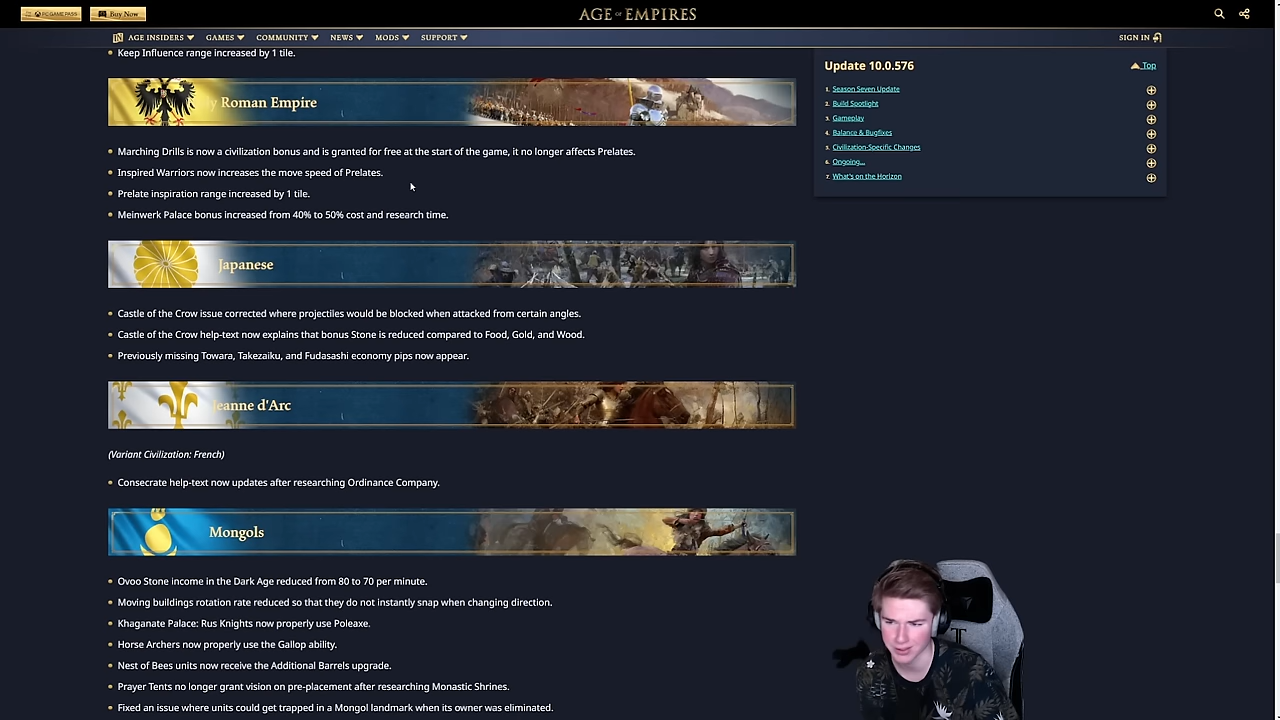 PC GAME PASS
Buy Now
AGE OF EMPIRES
AGE INSIDERS
GAMES
COMMUNITY
NEWS
MODS
SUPPORT
SIGN IN
Keep Influence range increased by 1 tile.
Update 10.0.576
Top
1. Season Seven Update
2. Build Spotlight
3. Gameplay
4. Balance & Bugfixes
5. Civilization-Specific Changes
6. Ongoing...
7. What's on the Horizon
y Roman Empire
Marching Drills is now a civilization bonus and is granted for free at the start of the game, it no longer affects Prelates.
Inspired Warriors now increases the move speed of Prelates.
Prelate inspiration range increased by 1 tile.
Meinwerk Palace bonus increased from 40% to 50% cost and research time.
Japanese
Castle of the Crow issue corrected where projectiles would be blocked when attacked from certain angles.
Castle of the Crow help-text now explains that bonus Stone is reduced compared to Food, Gold, and Wood.
Previously missing Towara, Takezaiku, and Fudasashi economy pips now appear.
Jeanne d'Arc
(Variant Civilization: French)
Consecrate help-text now updates after researching Ordinance Company.
Mongols
Ovoo Stone income in the Dark Age reduced from 80 to 70 per minute.
Moving buildings rotation rate reduced so that they do not instantly snap when changing direction.
Khaganate Palace: Rus Knights now properly use Poleaxe.
Horse Archers now properly use the Gallop ability.
Nest of Bees units now receive the Additional Barrels upgrade.
Prayer Tents no longer grant vision on pre-placement after researching Monastic Shrines.
Fixed an issue where units could get trapped in a Mongol landmark when its owner was eliminated.